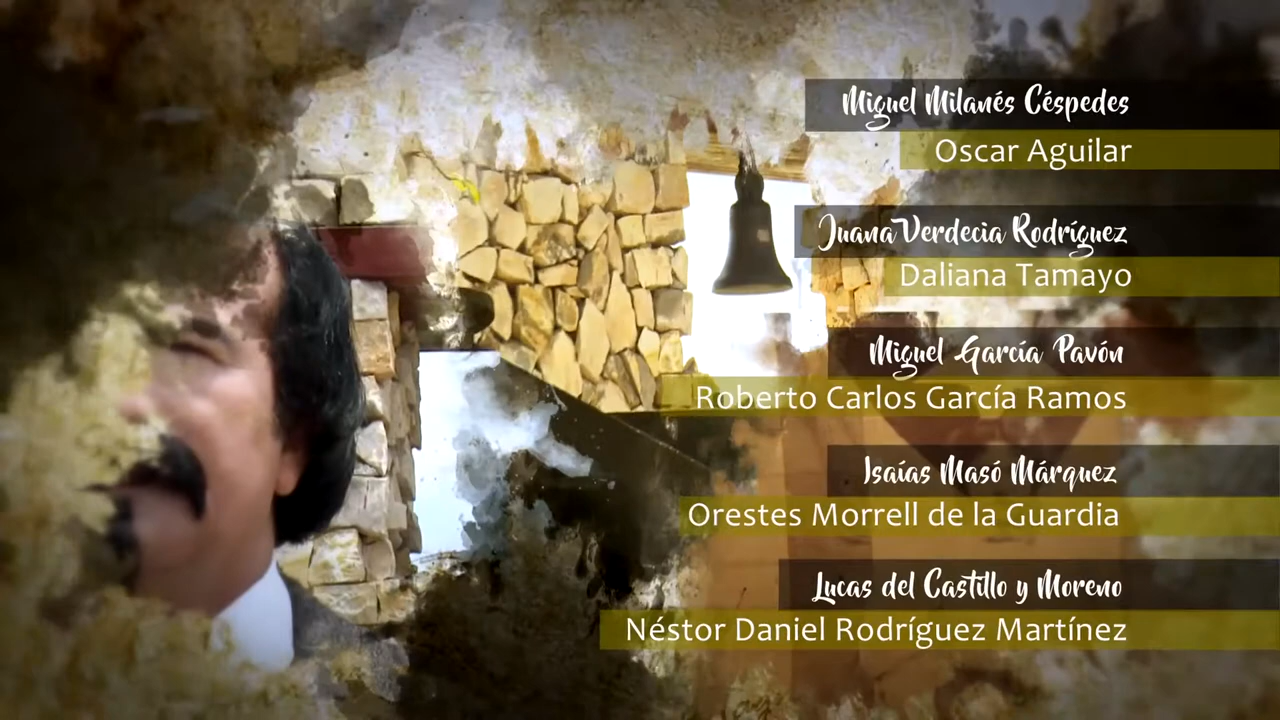 Miguel Milanés Céspedes
Oscar Aguilar
Juana Verdecia Rodríguez
Daliana Tamayo
Miguel García Pavón
Roberto Carlos García Ramos
Isaías Masó Márquez
Orestes Morrell de la Guardia
Lucas del Castillo y Moreno
Néstor Daniel Rodríguez Martínez